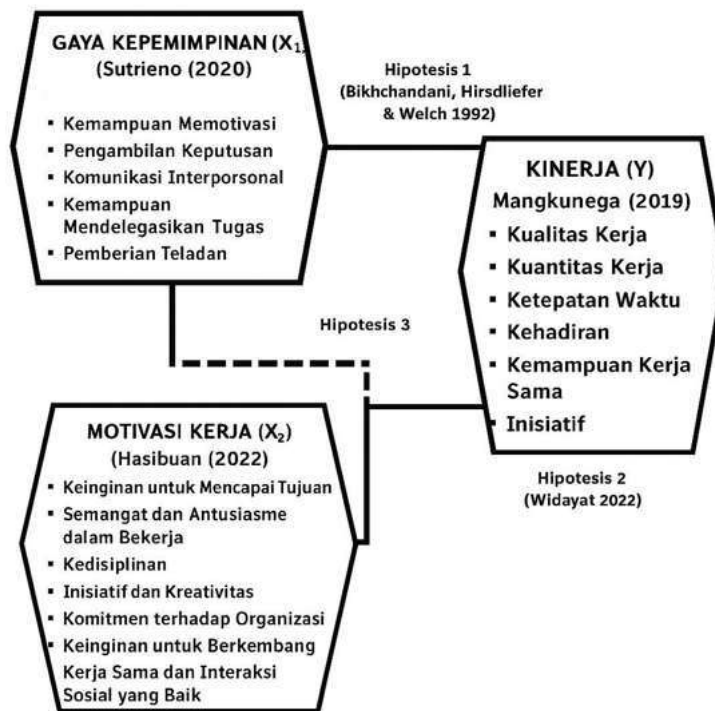 GAYA KEPEMIMPINAN (X₁)
(Sutrieno (2020)
▪ Kemampuan Memotivasi
▪ Pengambilan Keputusan
▪ Komunikasi Interporsonal
▪ Kemampuan
Mendelegasikan Tugas
▪ Pemberian Teladan
Hipotesis 1
(Bikhchandani, Hirsdliefer
& Welch 1992)
KINERJA (Y)
Mangkunega (2019)
▪ Kualitas Kerja
▪ Kuantitas Kerja
▪ Ketepatan Waktu
▪ Kehadiran
▪ Kemampuan Kerja
Sama
▪ Inisiatif
Hipotesis 3
MOTIVASI KERJA (X₂)
(Hasibuan (2022)
▪ Keinginan untuk Mencapai Tujuan
▪ Semangat dan Antusiasme
dalam Bekerja
▪ Kedisiplinan
▪ Inisiatif dan Kreativitas
▪ Komitmen terhadap Organizasi
▪ Keinginan untuk Berkembang
Kerja Sama dan Interaksi
Sosial yang Baik
Hipotesis 2
(Widayat 2022)